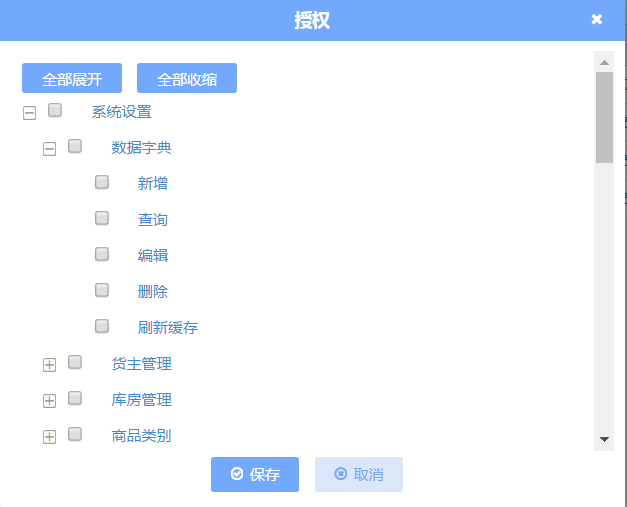 授权
全部展开 全部收缩
系统设置
数据字典
新增
查询
编辑
删除
刷新缓存
货主管理
库房管理
商品类别
保存 取消